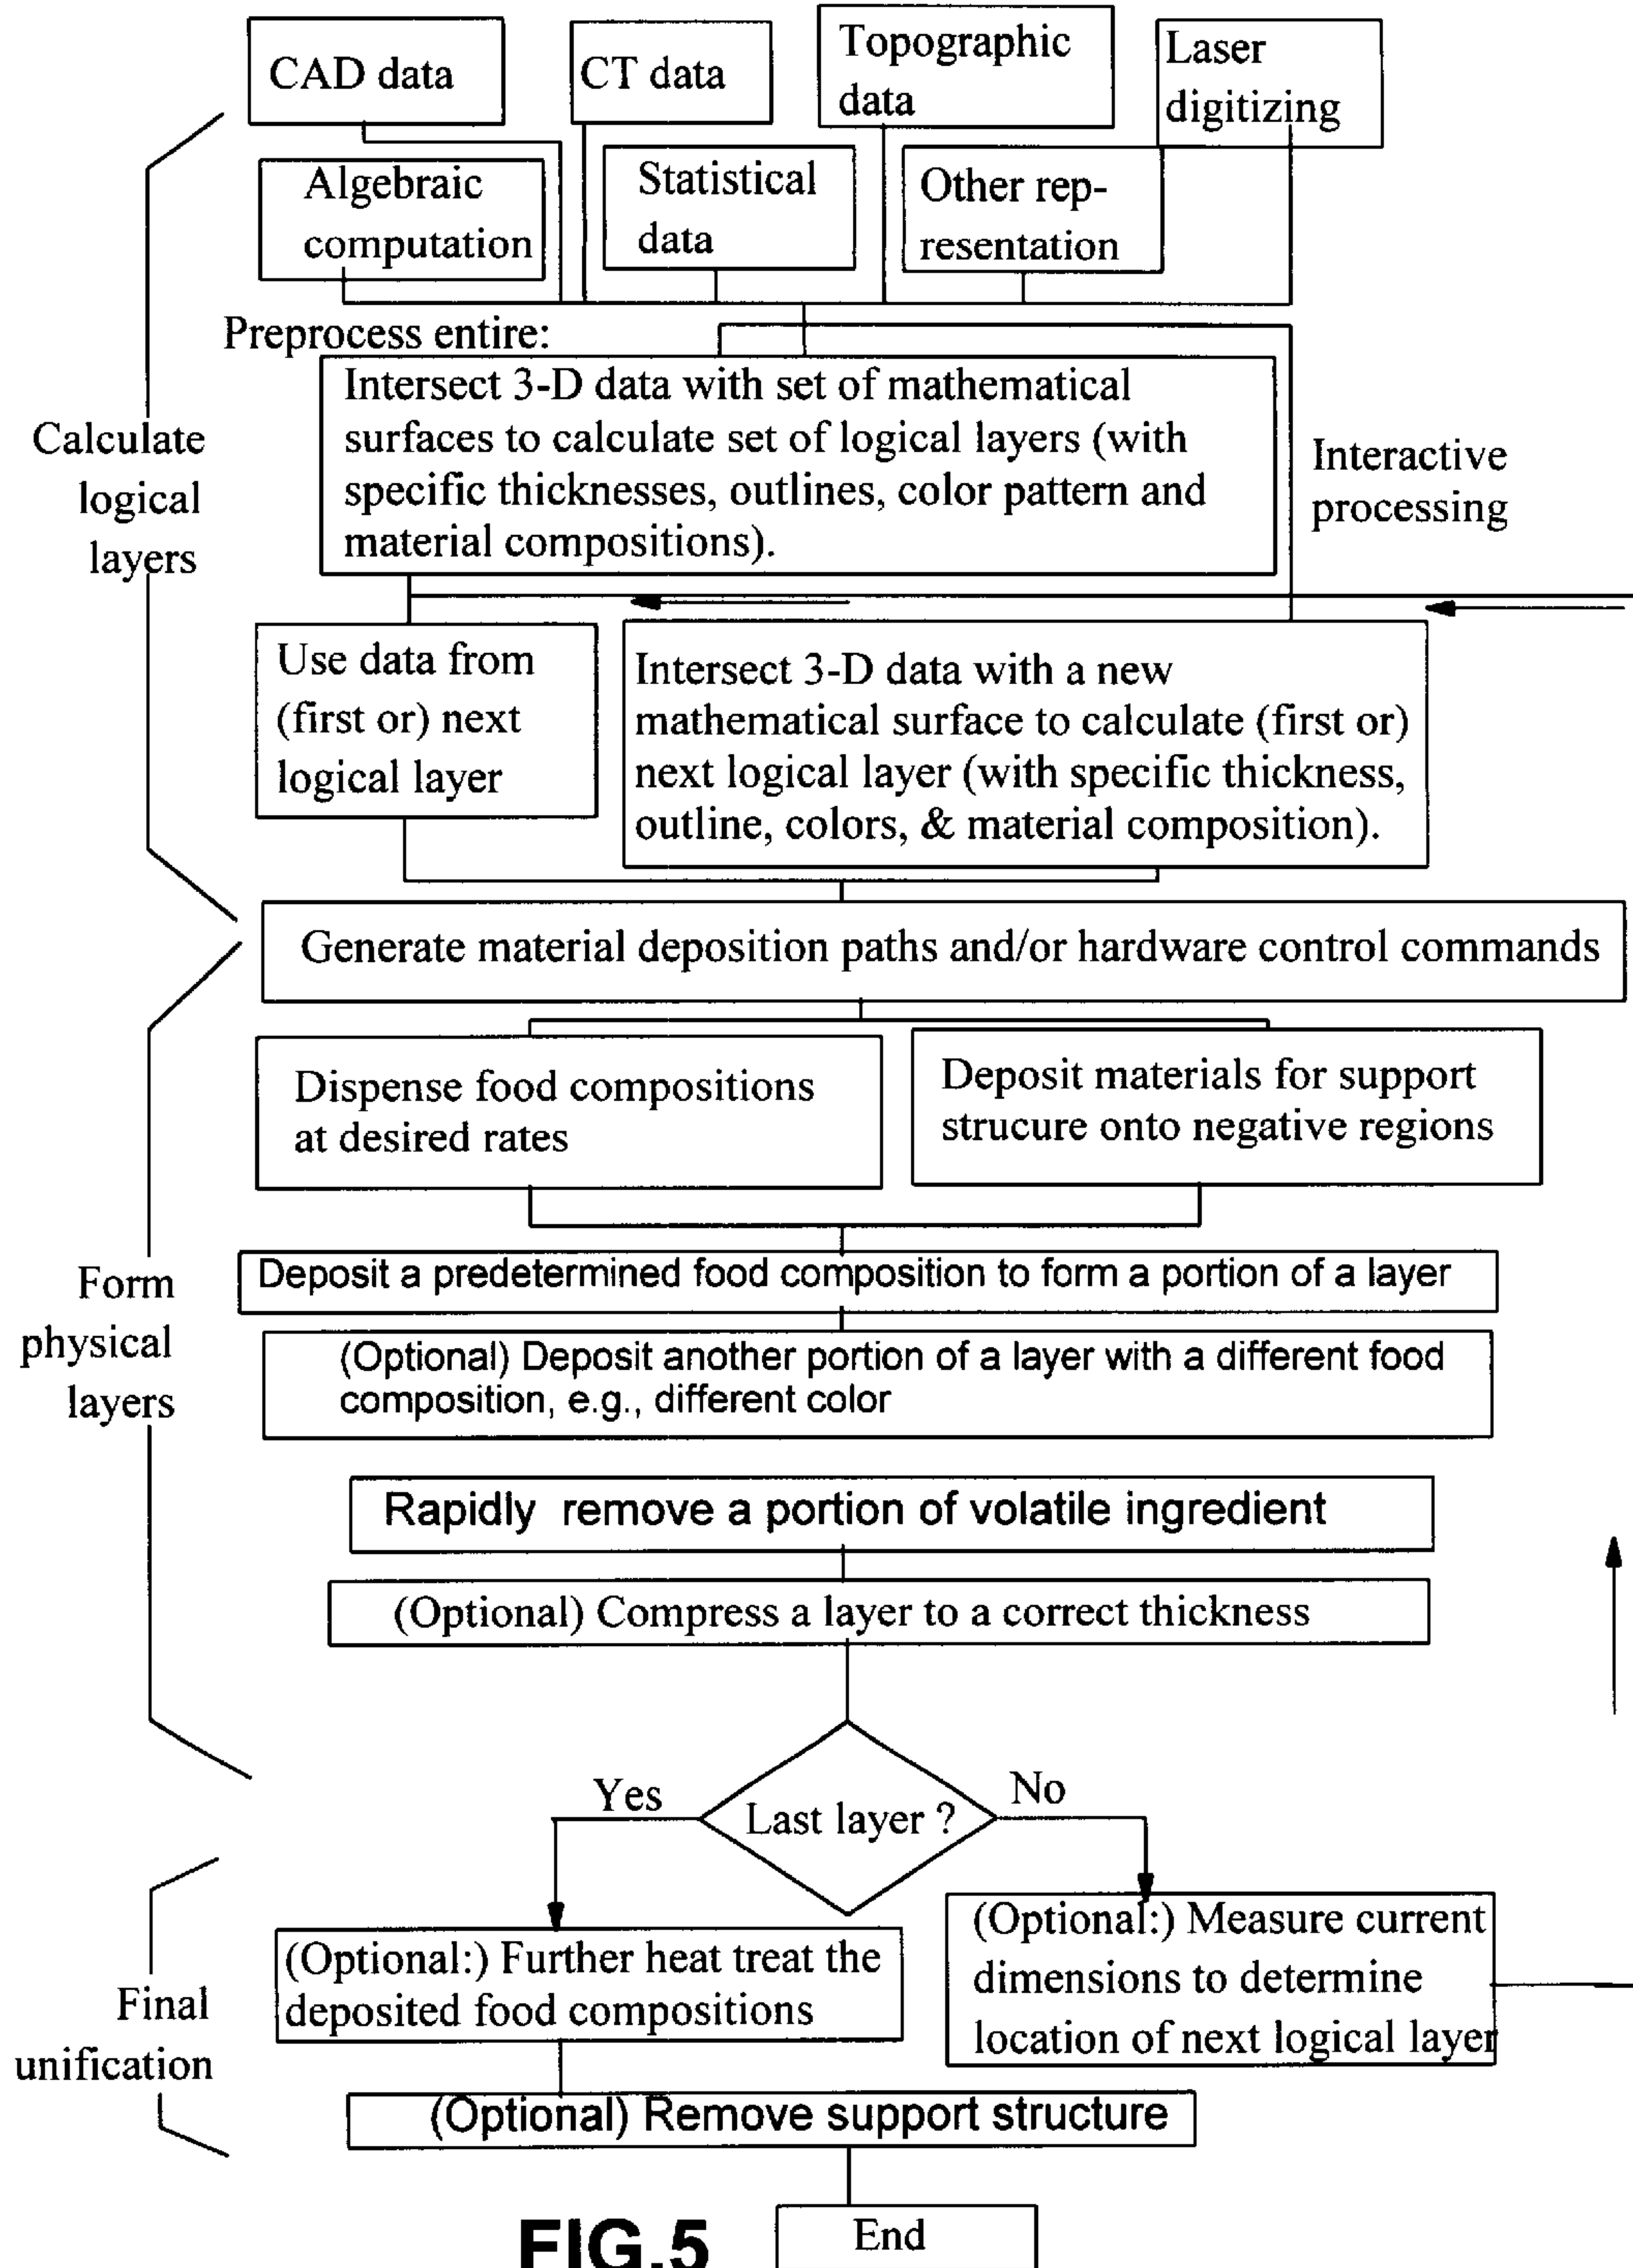 CAD data
CT data
Topographic
data
Laser
digitizing
Algebraic
computation
Statistical
data
Other rep-
resentation
Preprocess entire:
Intersect 3-D data with set of mathematical
surfaces to calculate set of logical layers (with
specific thicknesses, outlines, color pattern and
material compositions).
Interactive
processing
Calculate
logical
layers
Use data from
(first or) next
logical layer
Intersect 3-D data with a new
mathematical surface to calculate (first or)
next logical layer (with specific thickness,
outline, colors, & material composition).
Generate material deposition paths and/or hardware control commands
Dispense food compositions
at desired rates
Deposit materials for support
strucure onto negative regions
Form
physical
layers
Deposit a predetermined food composition to form a portion of a layer
(Optional) Deposit another portion of a layer with a different food
composition, e.g., different color
Rapidly remove a portion of volatile ingredient
(Optional) Compress a layer to a correct thickness
Last layer ?
Yes
No
Final
unification
(Optional:) Further heat treat the
deposited food compositions
(Optional:) Measure current
dimensions to determine
location of next logical layer
(Optional) Remove support structure
End
FIG.5